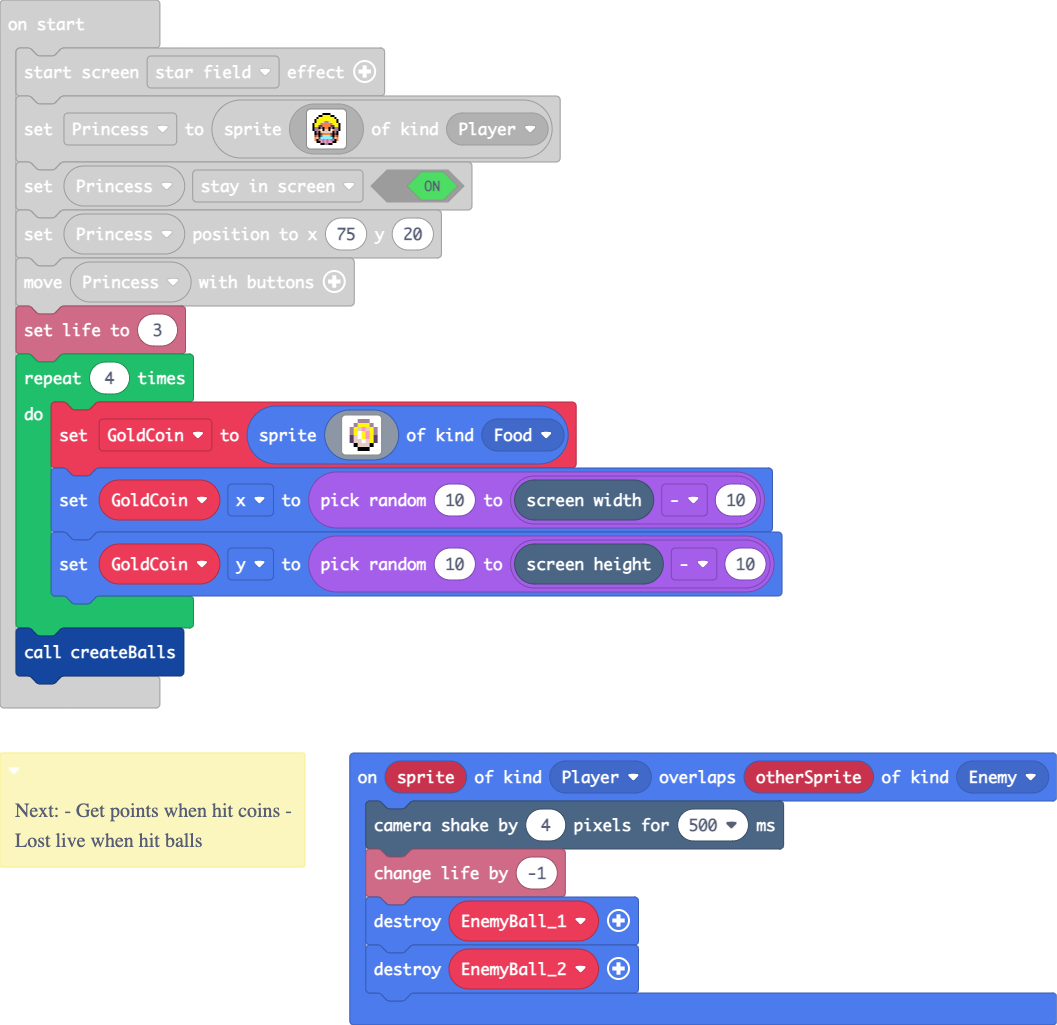 on start
start screen star field effect
set Princess to sprite of kind Player
set Princess stay in screen ON
set Princess position to x 75 y 20
move Princess with buttons
set life to 3
repeat 4 times
do
set GoldCoin to sprite of kind Food
set GoldCoin x to pick random 10 to screen width - 10
set GoldCoin y to pick random 10 to screen height - 10
call createBalls
Next: - Get points when hit coins -
Lost live when hit balls
on sprite of kind Player overlaps otherSprite of kind Enemy
camera shake by 4 pixels for 500 ms
change life by -1
destroy EnemyBall_1
destroy EnemyBall_2